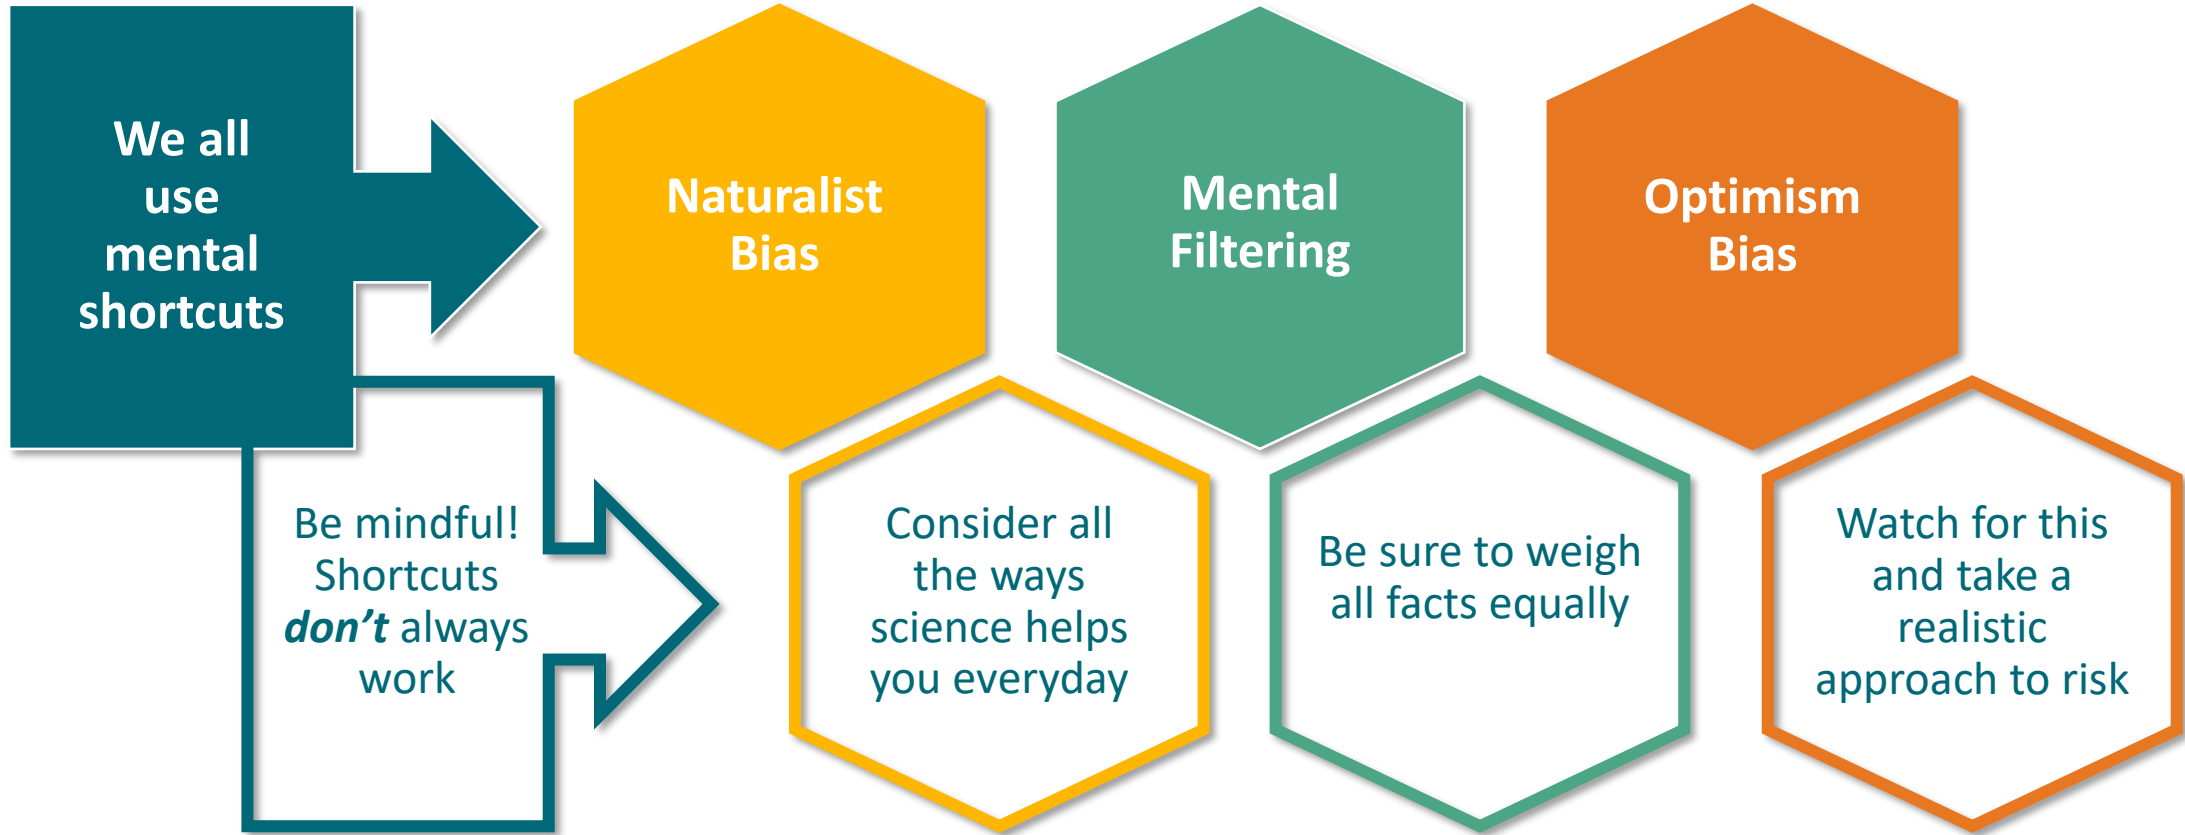 We all
use
mental
shortcuts
Naturalist
Bias
Mental
Filtering
Optimism
Bias
Be mindful!
Shortcuts
don't always
work
Consider all
the ways
science helps
you everyday
Be sure to weigh
all facts equally
Watch for this
and take a
realistic
approach to risk